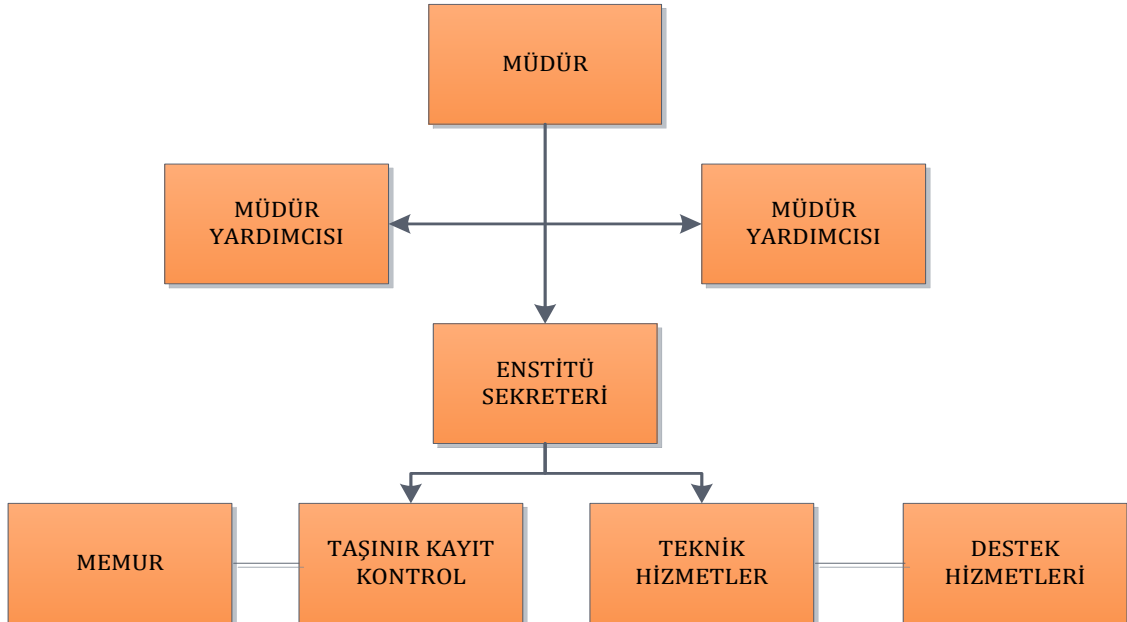 MÜDÜR
MÜDÜR
YARDIMCISI
MÜDÜR
YARDIMCISI
ENSTİTÜ
SEKRETERİ
MEMUR
TAŞINIR KAYIT
KONTROL
TEKNİK
HİZMETLER
DESTEK
HİZMETLERİ